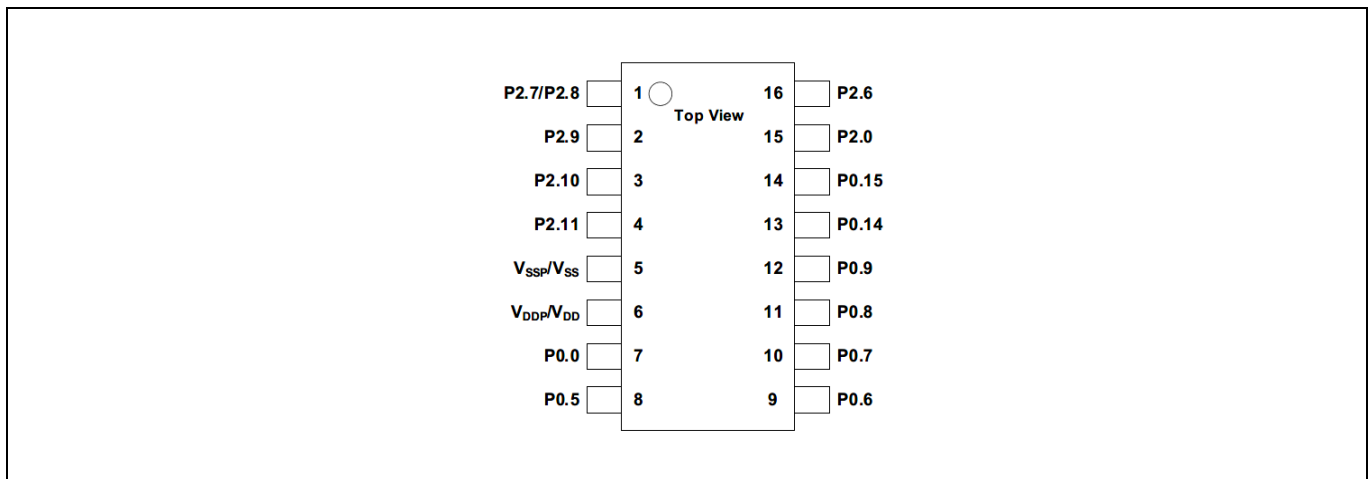 P2.7/P2.8 1 16 P2.6
Top View
P2.9 2 15 P2.0
P2.10 3 14 P0.15
P2.11 4 13 P0.14
VSSP/VSS 5 12 P0.9
VDDP/VDD 6 11 P0.8
P0.0 7 10 P0.7
P0.5 8 9 P0.6